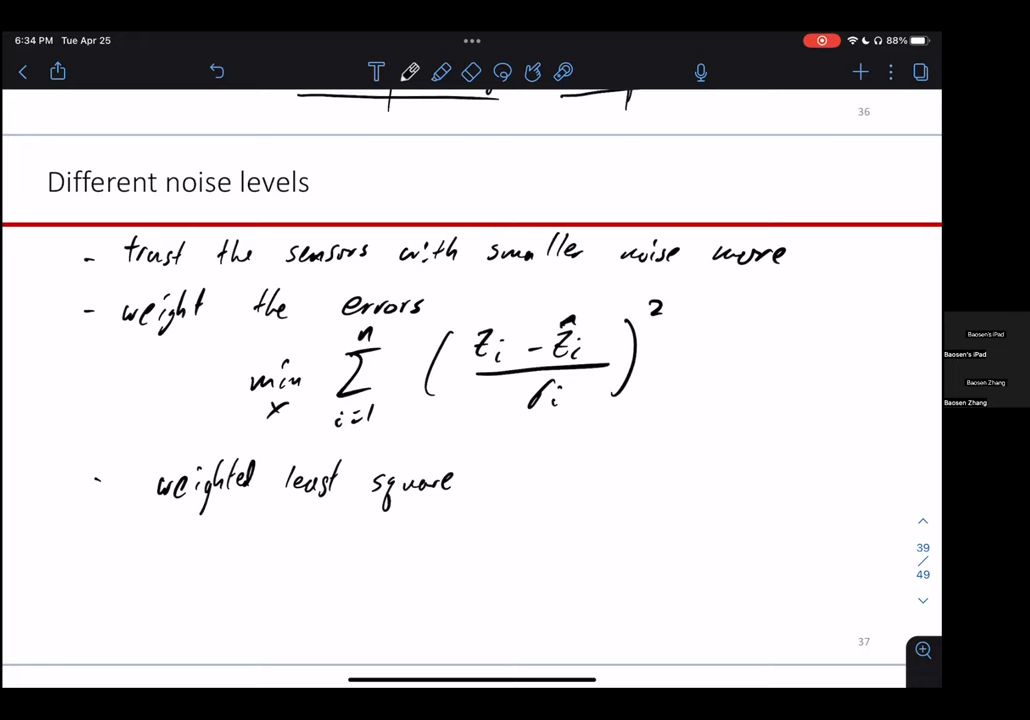 6:34 PM Tue Apr 25
88%
36
Different noise levels
- trust the sensors with smaller noise more
- weight the errors
min x Σ i=1 n ( (z_i - ẑ_i) / σ_i )²
- weighted least square
Baosen's iPad
Baosen's iPad
Baosen Zhang
Baosen Zhang
39
/
49
37